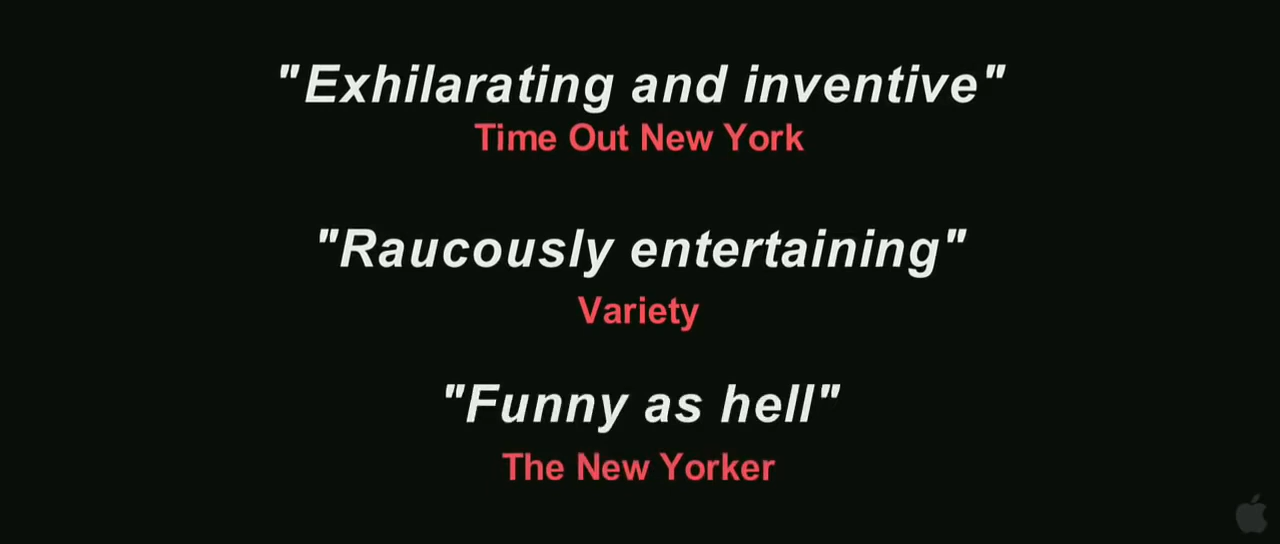 "Exhilarating and inventive"
Time Out New York
"Raucously entertaining"
Variety
"Funny as hell"
The New Yorker